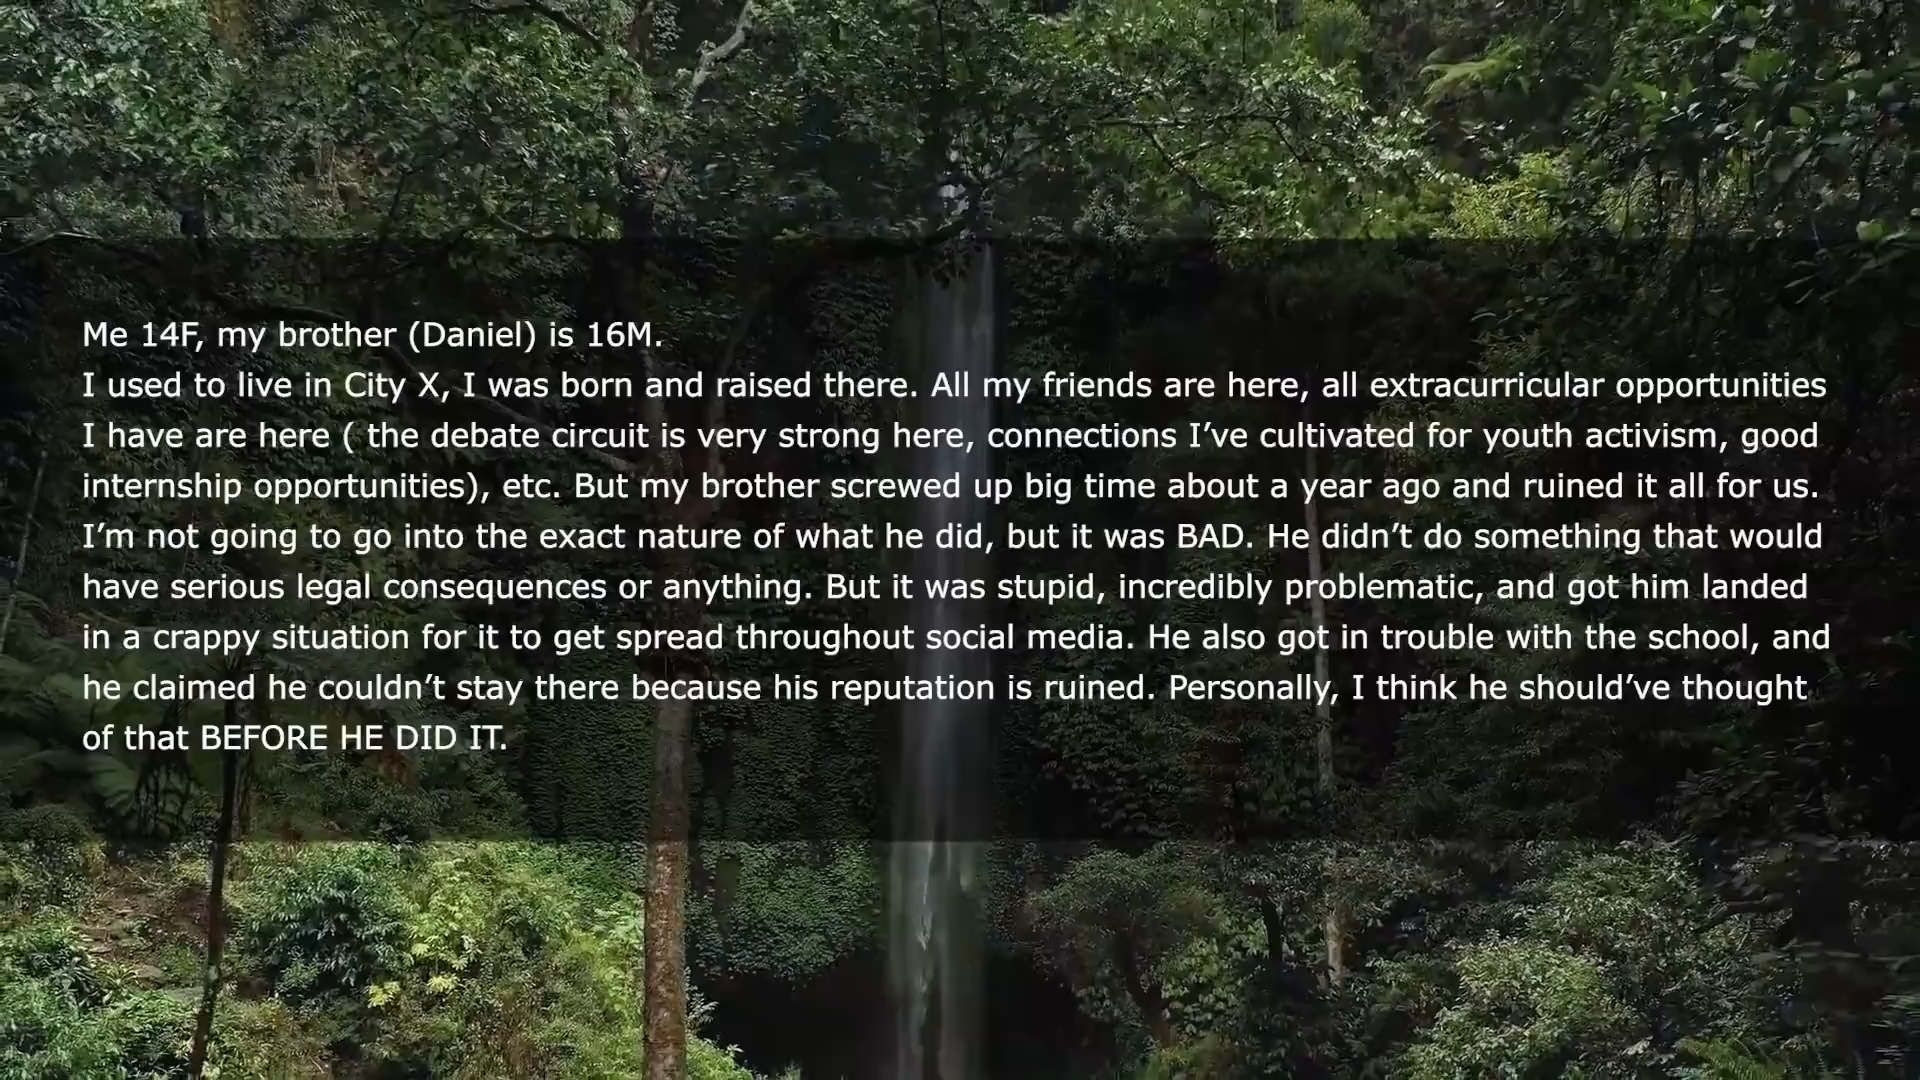 Me 14F, my brother (Daniel) is 16M.
I used to live in City X, I was born and raised there. All my friends are here, all extracurricular opportunities
I have are here ( the debate circuit is very strong here, connections I’ve cultivated for youth activism, good
internship opportunities), etc. But my brother screwed up big time about a year ago and ruined it all for us.
I’m not going to go into the exact nature of what he did, but it was BAD. He didn’t do something that would
have serious legal consequences or anything. But it was stupid, incredibly problematic, and got him landed
in a crappy situation for it to get spread throughout social media. He also got in trouble with the school, and
he claimed he couldn’t stay there because his reputation is ruined. Personally, I think he should’ve thought
of that BEFORE HE DID IT.